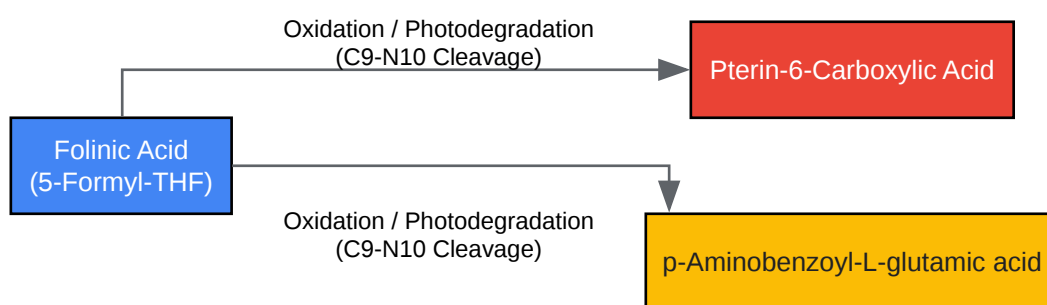 Oxidation / Photodegradation
(C9-N10 Cleavage)
Pterin-6-Carboxylic Acid
Folinic Acid
(5-Formyl-THF)
Oxidation / Photodegradation
(C9-N10 Cleavage)
p-Aminobenzoyl-L-glutamic acid